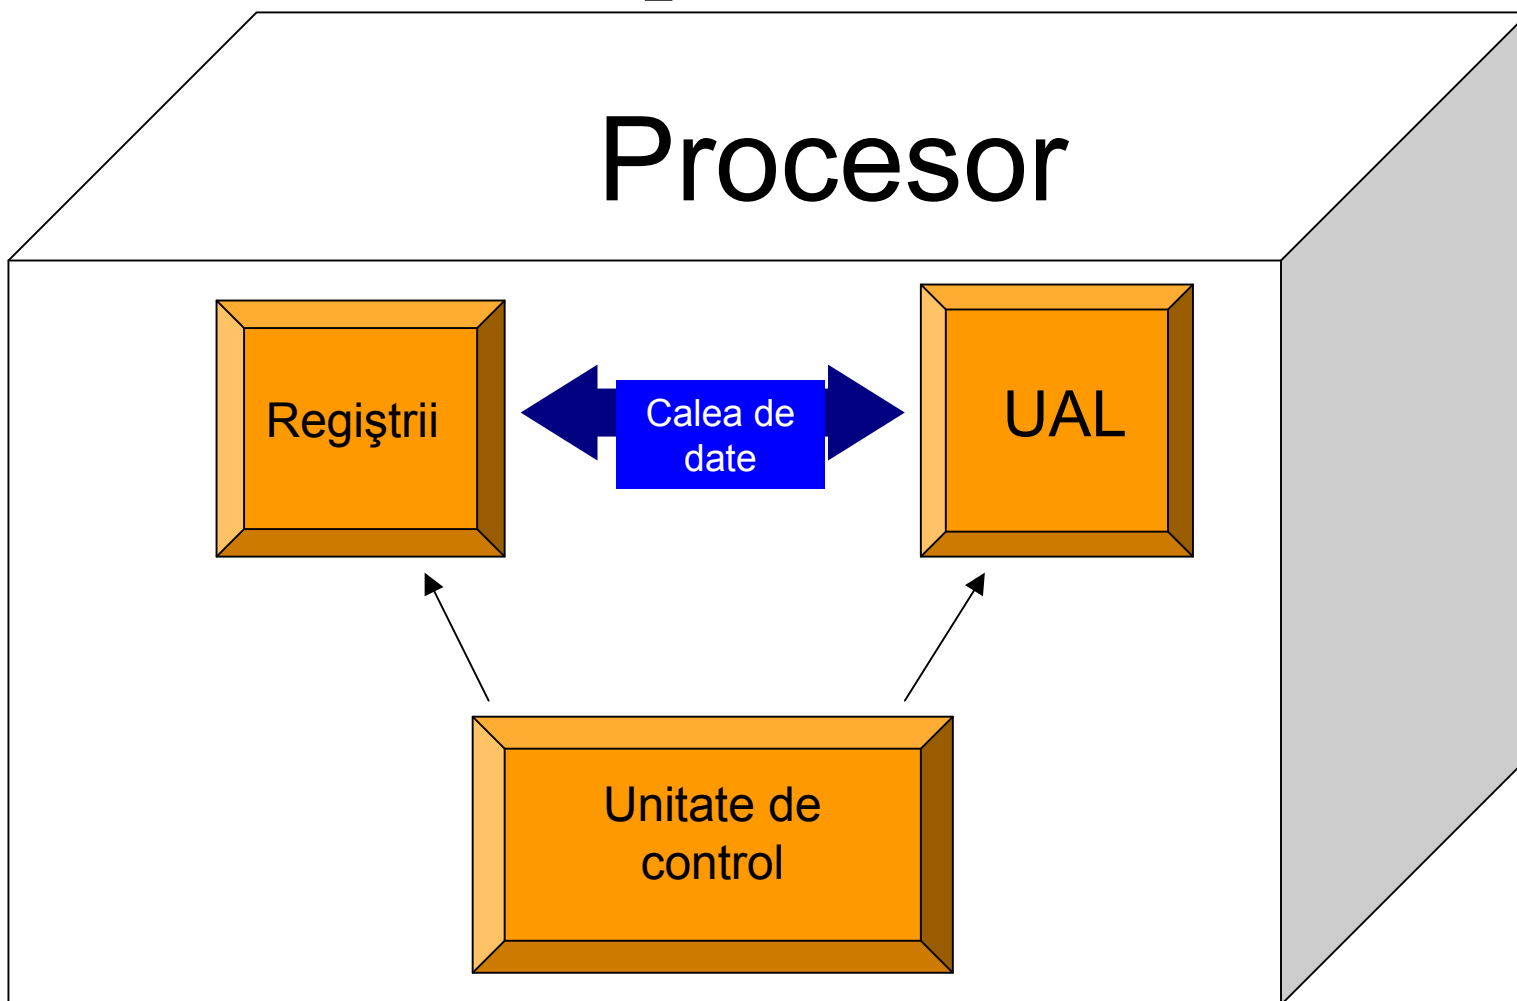 Procesor
Regiştrii
Calea de
date
UAL
Unitate de
control